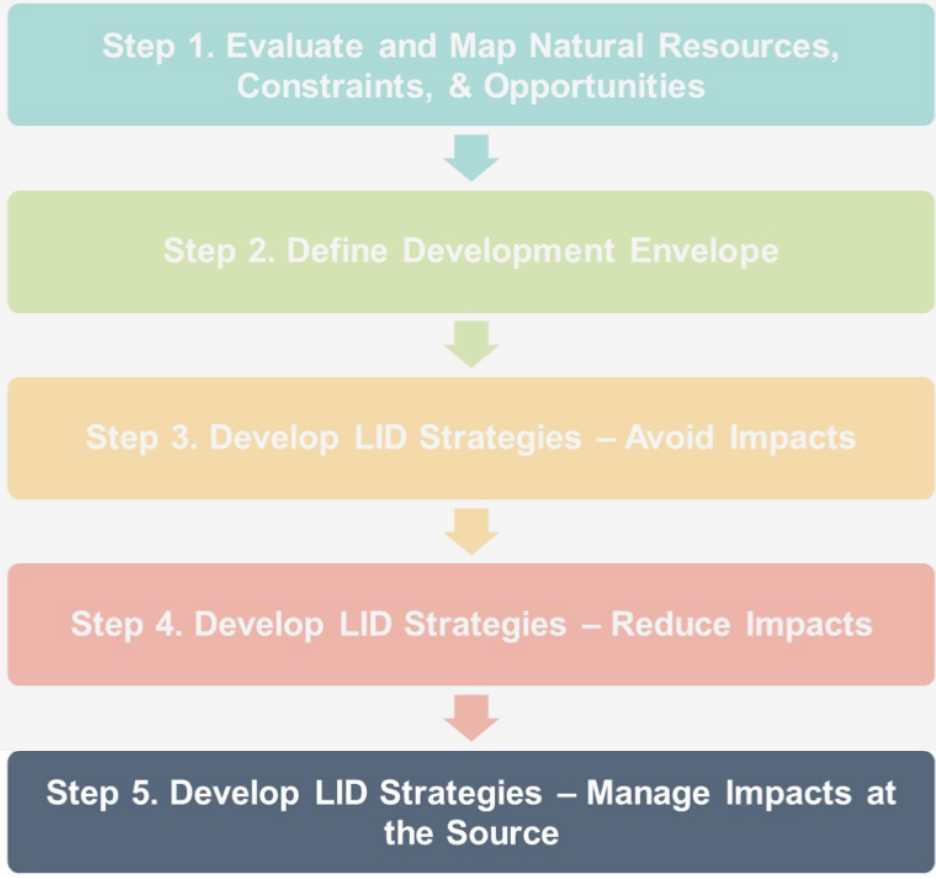 Step 1. Evaluate and Map Natural Resources,
Constraints, & Opportunities
Step 2. Define Development Envelope
Step 3. Develop LID Strategies – Avoid Impacts
Step 4. Develop LID Strategies – Reduce Impacts
Step 5. Develop LID Strategies – Manage Impacts at
the Source